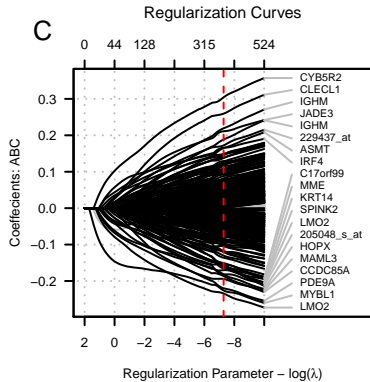 C
Regularization Curves
0 44 128 315 524
Coeffecients: ABC
0.3
0.2
0.1
0.0
−0.1
−0.2
CYB5R2
CLECL1
IGHM
JADE3
IGHM
229437_at
ASMT
IRF4
C17orf99
MME
KRT14
SPINK2
LMO2
205048_s_at
HOPX
MAML3
CCDC85A
PDE9A
MYBL1
LMO2
2 0 −2 −4 −6 −8
Regularization Parameter − log(λ)